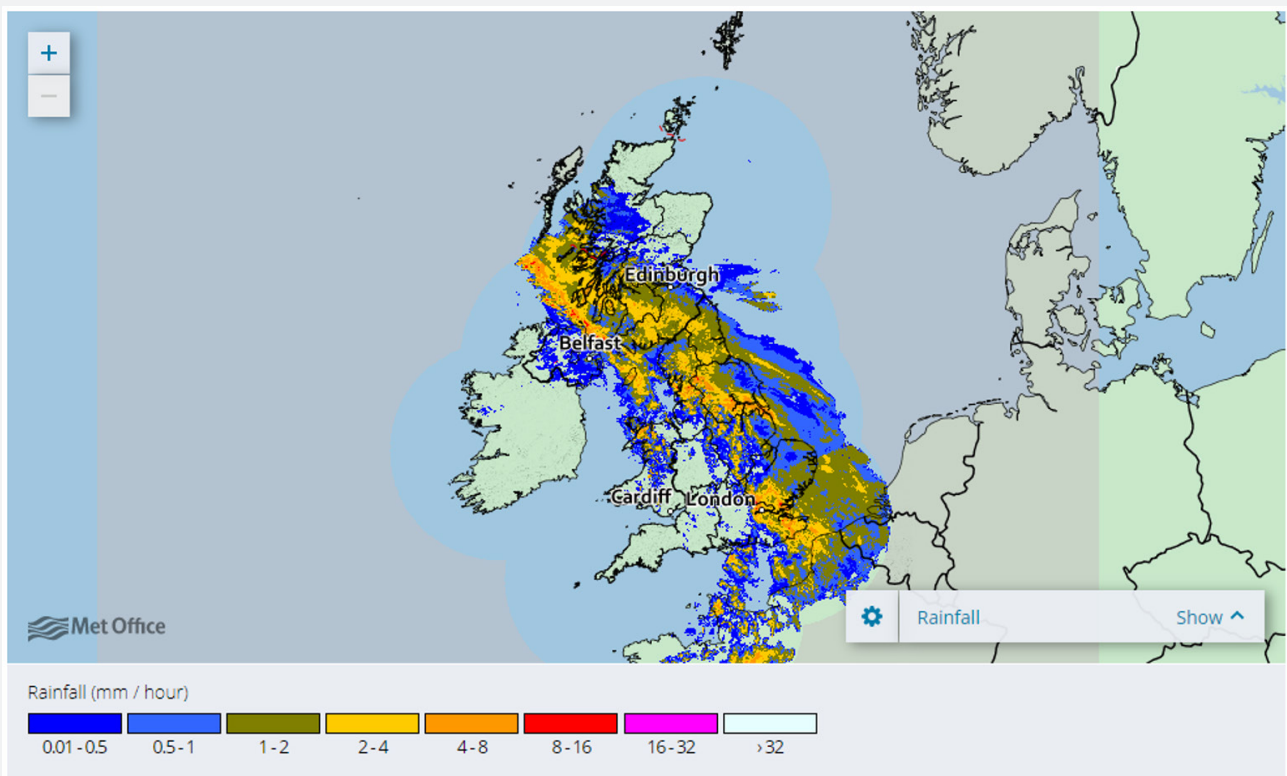 +
−
Edinburgh
Belfast
Cardiff London
Met Office
Rainfall Show
Rainfall (mm / hour)
0.01 - 0.5 0.5 - 1 1 - 2 2 - 4 4 - 8 8 - 16 16 - 32 > 32